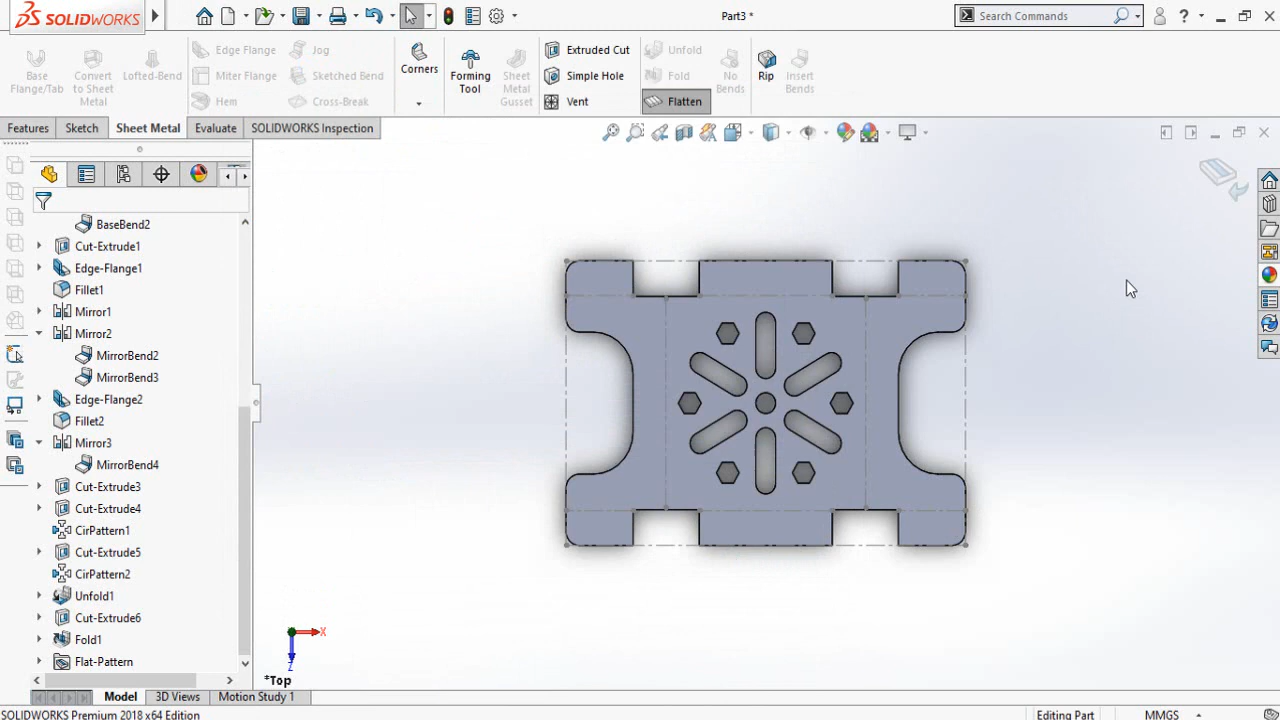 SOLIDWORKS
Part3 *
Search Commands
Base Flange/Tab
Convert to Sheet Metal
Lofted-Bend
Edge Flange
Miter Flange
Hem
Jog
Sketched Bend
Cross-Break
Corners
Forming Tool
Sheet Metal Gusset
Extruded Cut
Simple Hole
Vent
Unfold
Fold
Flatten
No Bends
Rip
Insert Bends
Features
Sketch
Sheet Metal
Evaluate
SOLIDWORKS Inspection
BaseBend2
Cut-Extrude1
Edge-Flange1
Fillet1
Mirror1
Mirror2
MirrorBend2
MirrorBend3
Edge-Flange2
Fillet2
Mirror3
MirrorBend4
Cut-Extrude3
Cut-Extrude4
CirPattern1
Cut-Extrude5
CirPattern2
Unfold1
Cut-Extrude6
Fold1
Flat-Pattern
X
Z
*Top
Model
3D Views
Motion Study 1
SOLIDWORKS Premium 2018 x64 Edition
Editing Part
MMGS